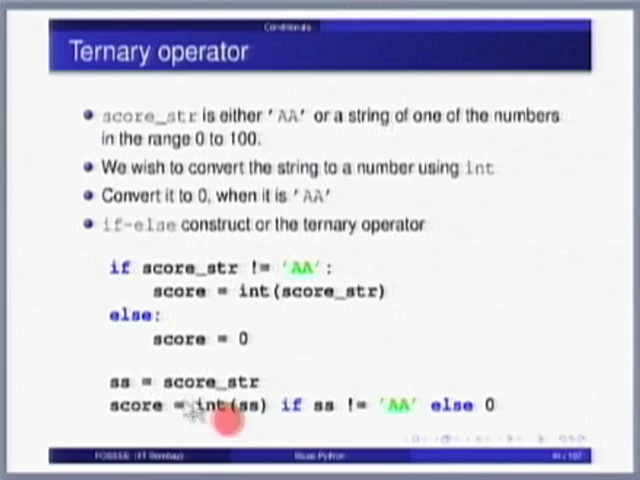 Conditionals
Ternary operator
score_str is either 'AA' or a string of one of the numbers
in the range 0 to 100.
We wish to convert the string to a number using int
Convert it to 0, when it is 'AA'
if-else construct or the ternary operator
if score_str != 'AA':
score = int(score_str)
else:
score = 0
ss = score_str
score = int(ss) if ss != 'AA' else 0
FOSSEE (IIT Bombay) Basic Python